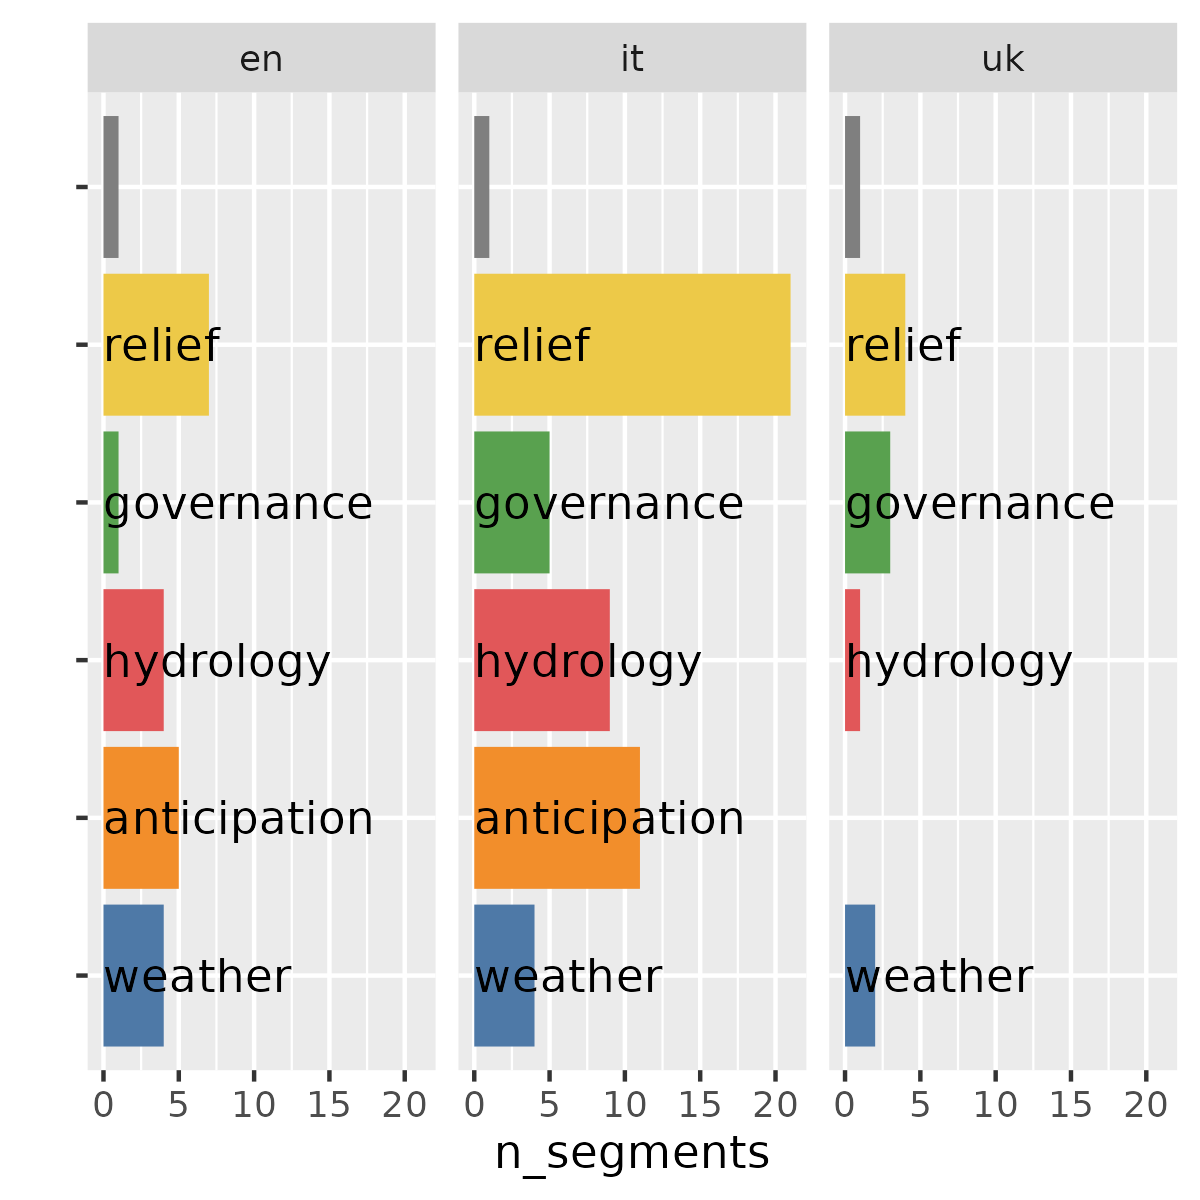 en it uk
relief relief relief
governance governance governance
hydrology hydrology hydrology
anticipation anticipation
weather weather weather
0 5 10 15 20 0 5 10 15 20 0 5 10 15 20
n_segments